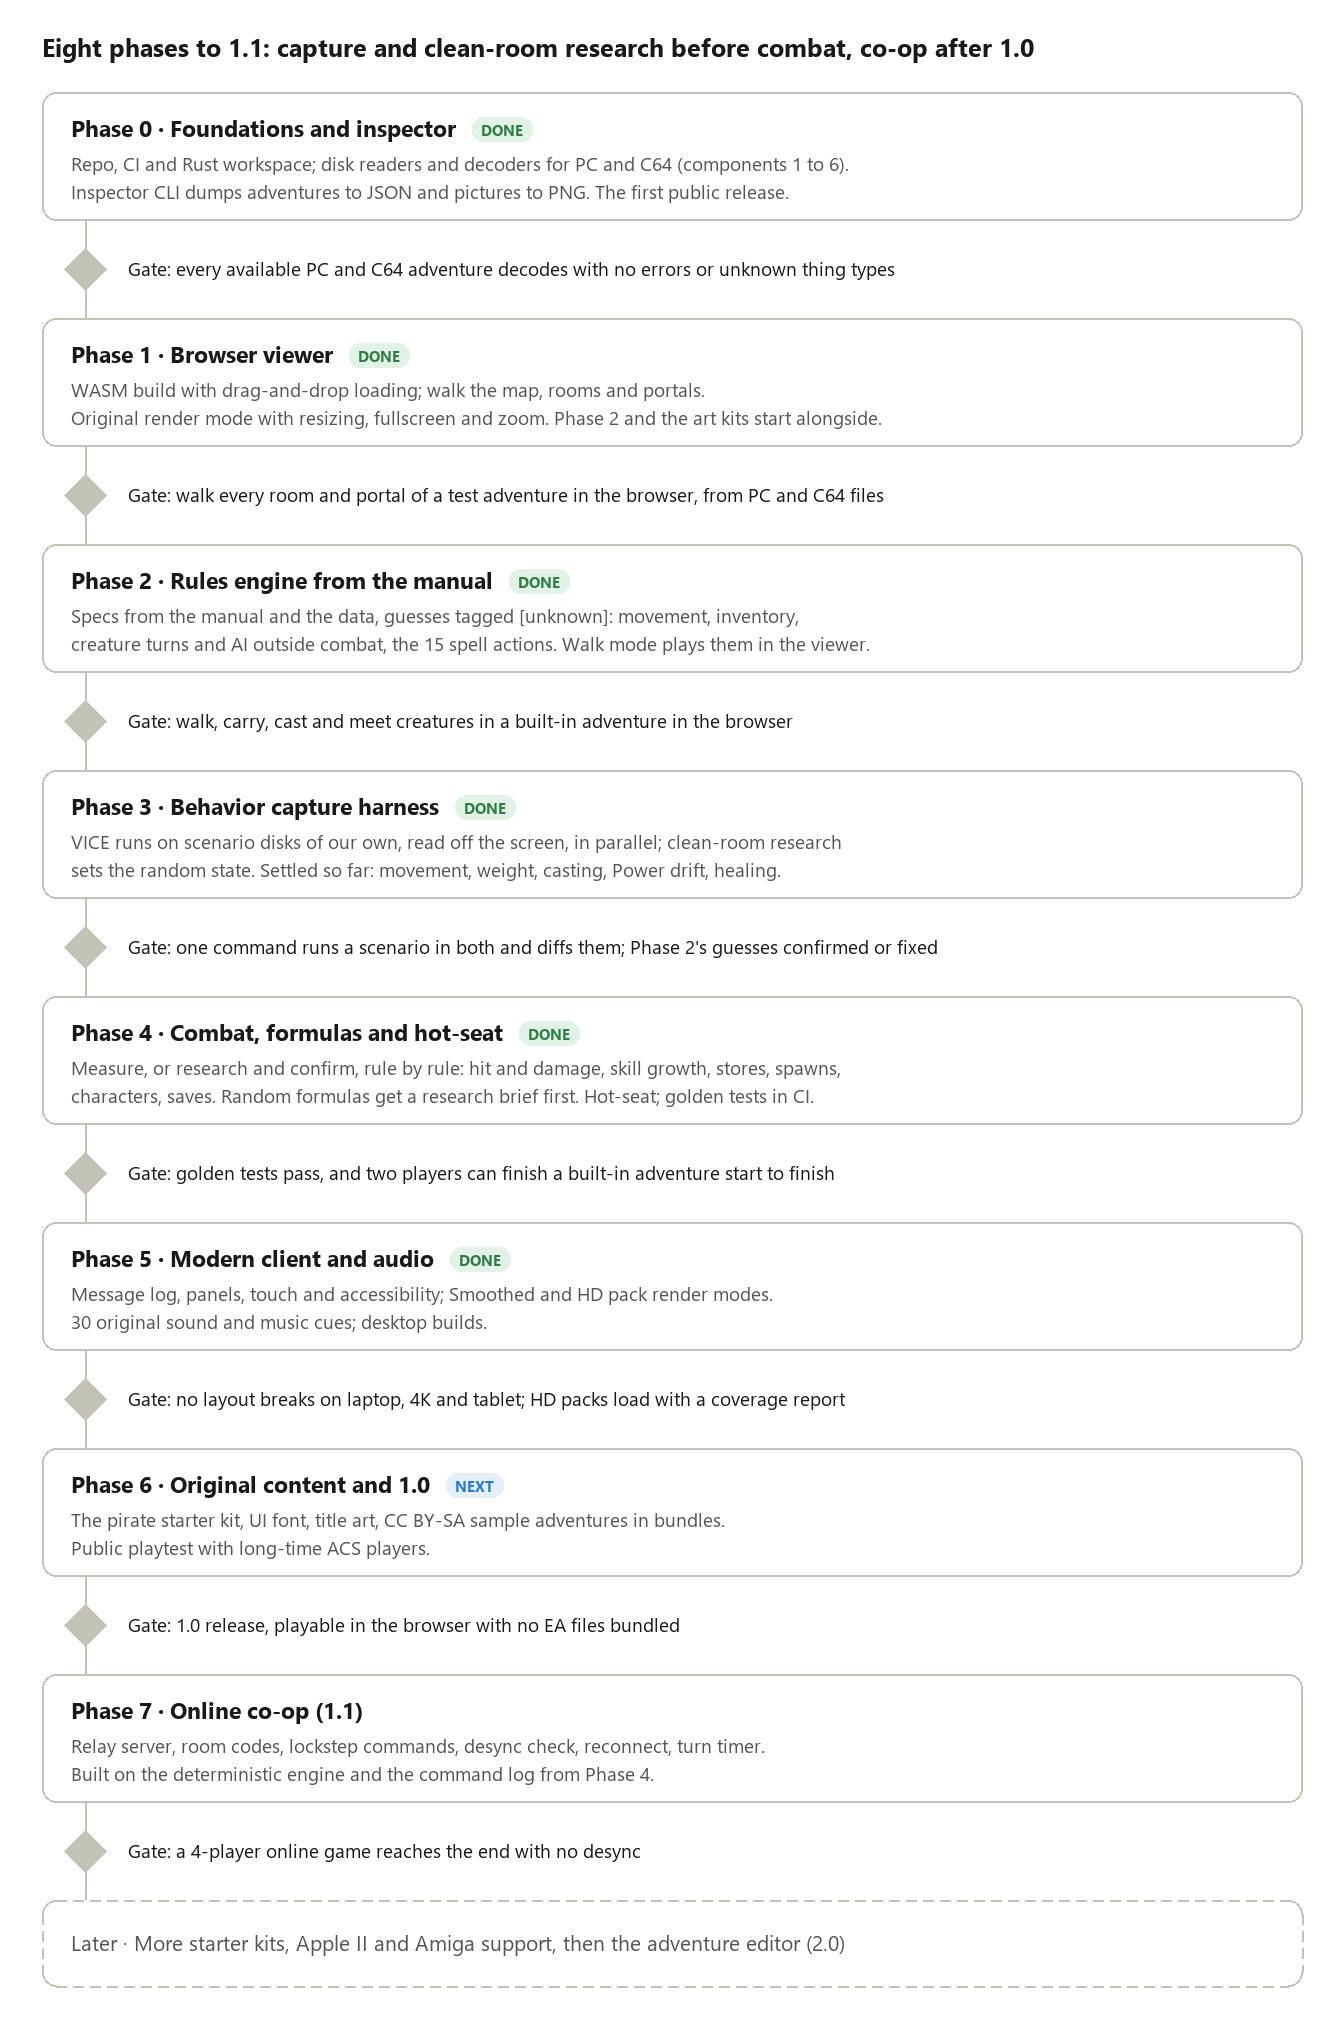 Eight phases to 1.1: capture and clean-room research before combat, co-op after 1.0
Phase 0 · Foundations and inspector DONE
Repo, CI and Rust workspace; disk readers and decoders for PC and C64 (components 1 to 6).
Inspector CLI dumps adventures to JSON and pictures to PNG. The first public release.
Gate: every available PC and C64 adventure decodes with no errors or unknown thing types
Phase 1 · Browser viewer DONE
WASM build with drag-and-drop loading; walk the map, rooms and portals.
Original render mode with resizing, fullscreen and zoom. Phase 2 and the art kits start alongside.
Gate: walk every room and portal of a test adventure in the browser, from PC and C64 files
Phase 2 · Rules engine from the manual DONE
Specs from the manual and the data, guesses tagged [unknown]: movement, inventory,
creature turns and AI outside combat, the 15 spell actions. Walk mode plays them in the viewer.
Gate: walk, carry, cast and meet creatures in a built-in adventure in the browser
Phase 3 · Behavior capture harness DONE
VICE runs on scenario disks of our own, read off the screen, in parallel; clean-room research
sets the random state. Settled so far: movement, weight, casting, Power drift, healing.
Gate: one command runs a scenario in both and diffs them; Phase 2's guesses confirmed or fixed
Phase 4 · Combat, formulas and hot-seat DONE
Measure, or research and confirm, rule by rule: hit and damage, skill growth, stores, spawns,
characters, saves. Random formulas get a research brief first. Hot-seat; golden tests in CI.
Gate: golden tests pass, and two players can finish a built-in adventure start to finish
Phase 5 · Modern client and audio DONE
Message log, panels, touch and accessibility; Smoothed and HD pack render modes.
30 original sound and music cues; desktop builds.
Gate: no layout breaks on laptop, 4K and tablet; HD packs load with a coverage report
Phase 6 · Original content and 1.0 NEXT
The pirate starter kit, UI font, title art, CC BY-SA sample adventures in bundles.
Public playtest with long-time ACS players.
Gate: 1.0 release, playable in the browser with no EA files bundled
Phase 7 · Online co-op (1.1)
Relay server, room codes, lockstep commands, desync check, reconnect, turn timer.
Built on the deterministic engine and the command log from Phase 4.
Gate: a 4-player online game reaches the end with no desync
Later · More starter kits, Apple II and Amiga support, then the adventure editor (2.0)